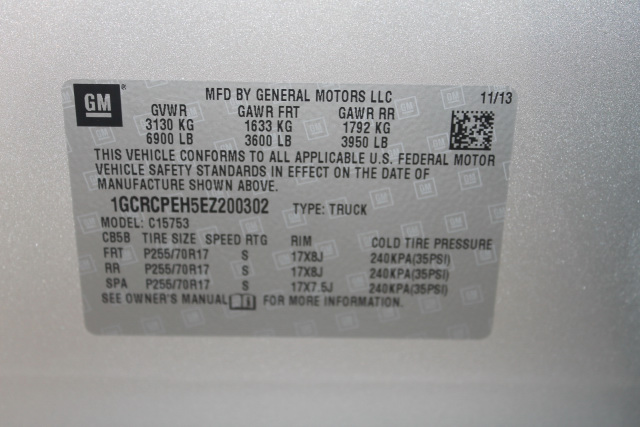 GM ®
MFD BY GENERAL MOTORS LLC 11/13
GVWR GAWR FRT GAWR RR
3130 KG 1633 KG 1792 KG
6900 LB 3600 LB 3950 LB
THIS VEHICLE CONFORMS TO ALL APPLICABLE U.S. FEDERAL MOTOR
VEHICLE SAFETY STANDARDS IN EFFECT ON THE DATE OF
MANUFACTURE SHOWN ABOVE.
1GCRCPEH5EZ200302 TYPE: TRUCK
MODEL: C15753
CB5B TIRE SIZE SPEED RTG RIM COLD TIRE PRESSURE
FRT P255/70R17 S 17X8J 240KPA(35PSI)
RR P255/70R17 S 17X8J 240KPA(35PSI)
SPA P255/70R17 S 17X7.5J 240KPA(35PSI)
SEE OWNER'S MANUAL FOR MORE INFORMATION.